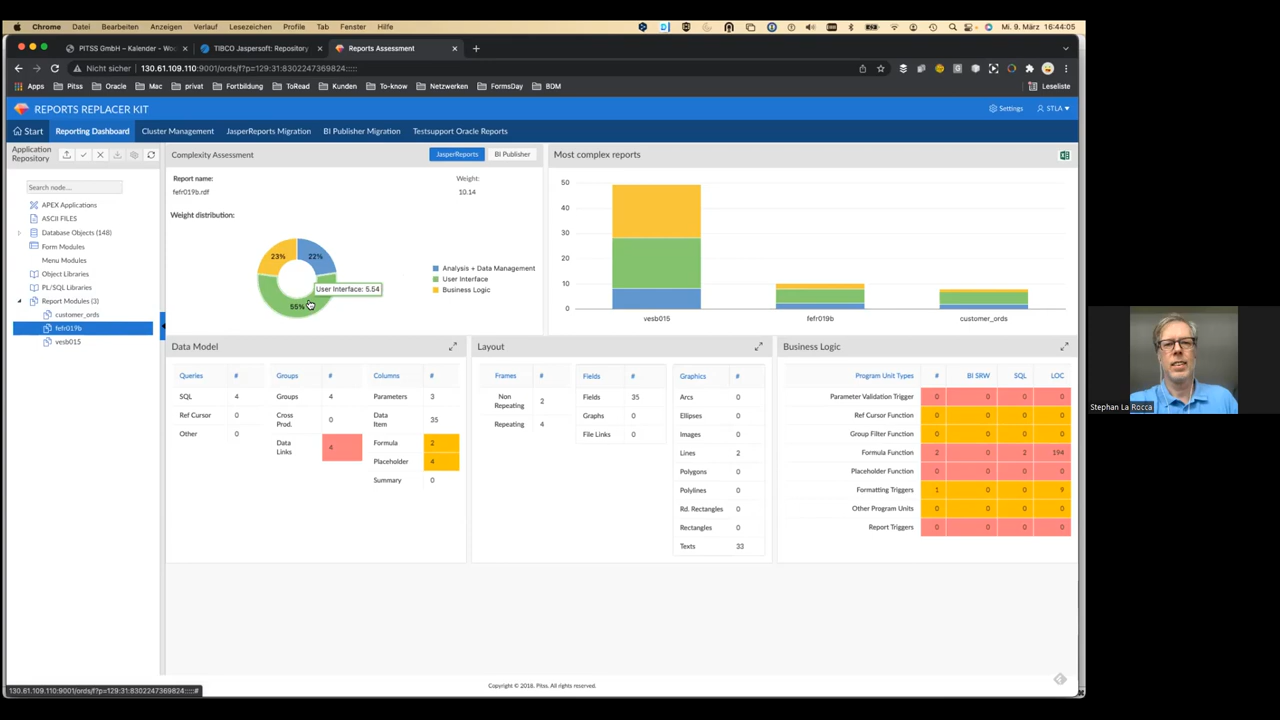 Chrome Datei Bearbeiten Anzeigen Verlauf Lesezeichen Profile Tab Fenster Hilfe Mi. 9. März 16:44:05
PITSS GmbH – Kalender - Wo TIBCO Jaspersoft: Repository Reports Assessment
Nicht sicher 130.61.109.110:9001/ords/f?p=129:31:8302247369824:::::
Apps Pitss Oracle Mac privat Fortbildung ToRead Kunden To-know Netzwerken FormsDay BDM Leseliste
REPORTS REPLACER KIT Settings STLA
Start Reporting Dashboard Cluster Management JasperReports Migration BI Publisher Migration Testsupport Oracle Reports
Application Repository
Search node....
APEX Applications
ASCII FILES
Database Objects (148)
Form Modules
Menu Modules
Object Libraries
PL/SQL Libraries
Report Modules (3)
customer_ords
fefr019b
vesb015
Complexity Assessment JasperReports BI Publisher
Report name: Weight:
fefr019b.rdf 10.14
Weight distribution:
23% 22%
User Interface: 5.54
55%
Analysis + Data Management
User Interface
Business Logic
Most complex reports
50
40
30
20
10
0
vesb015 fefr019b customer_ords
Data Model
Queries # Groups # Columns #
SQL 4 Groups 4 Parameters 3
Ref Cursor 0 Cross Prod. 0 Data Item 35
Other 0 Data Links 4 Formula 2
Placeholder 4
Summary 0
Layout
Frames # Fields # Graphics #
Non Repeating 2 Fields 35 Arcs 0
Repeating 4 Graphs 0 Ellipses 0
File Links 0 Images 0
Lines 2
Polygons 0
Polylines 0
Rd. Rectangles 0
Rectangles 0
Texts 33
Business Logic
Program Unit Types # BI SRW SQL LOC
Parameter Validation Trigger 0 0 0 0
Ref Cursor Function 0 0 0 0
Group Filter Function 0 0 0 0
Formula Function 2 0 2 194
Placeholder Function 0 0 0 0
Formatting Triggers 1 0 0 9
Other Program Units 0 0 0 0
Report Triggers 0 0 0 0
Stephan La Rocca
Copyright © 2018, Pitss. All rights reserved.
130.61.109.110:9001/ords/f?p=129:31:8302247369824:::::#